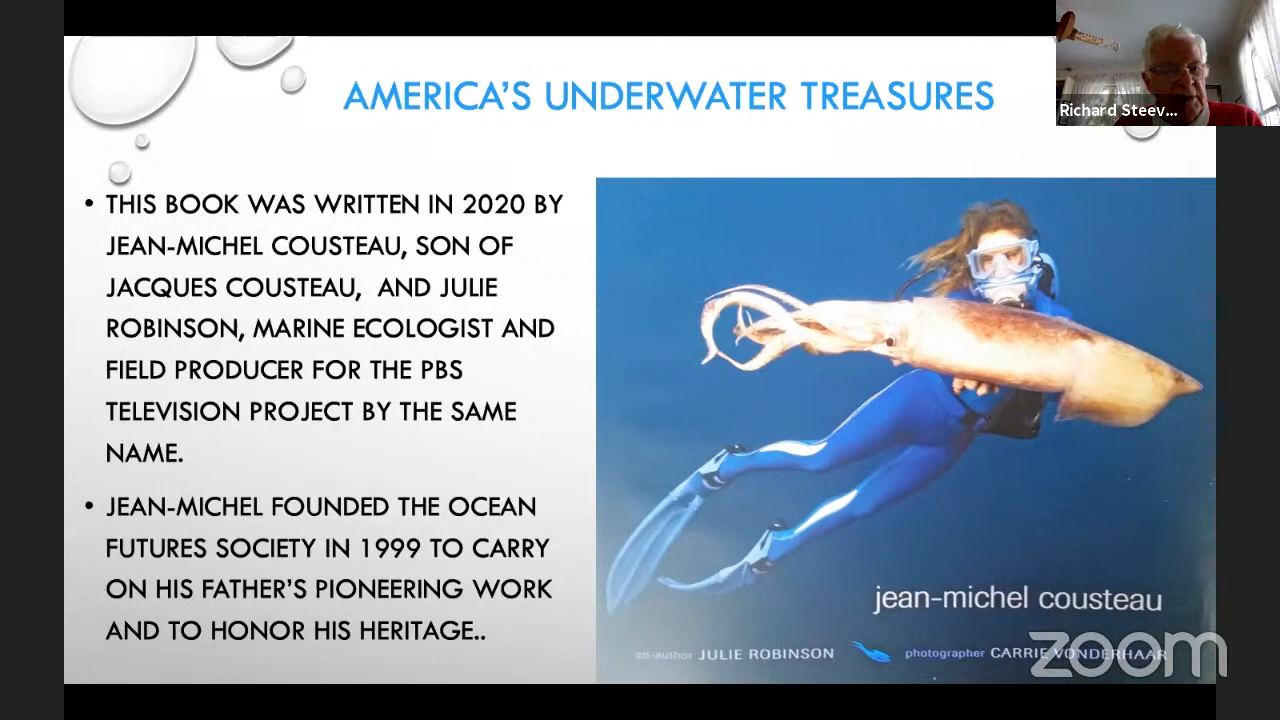 AMERICA'S UNDERWATER TREASURES
Richard Steev...
• THIS BOOK WAS WRITTEN IN 2020 BY
JEAN-MICHEL COUSTEAU, SON OF
JACQUES COUSTEAU, AND JULIE
ROBINSON, MARINE ECOLOGIST AND
FIELD PRODUCER FOR THE PBS
TELEVISION PROJECT BY THE SAME
NAME.
• JEAN-MICHEL FOUNDED THE OCEAN
FUTURES SOCIETY IN 1999 TO CARRY
ON HIS FATHER'S PIONEERING WORK
AND TO HONOR HIS HERITAGE..
jean-michel cousteau
co-author JULIE ROBINSON
photographer CARRIE VONDERHAAR
zoom